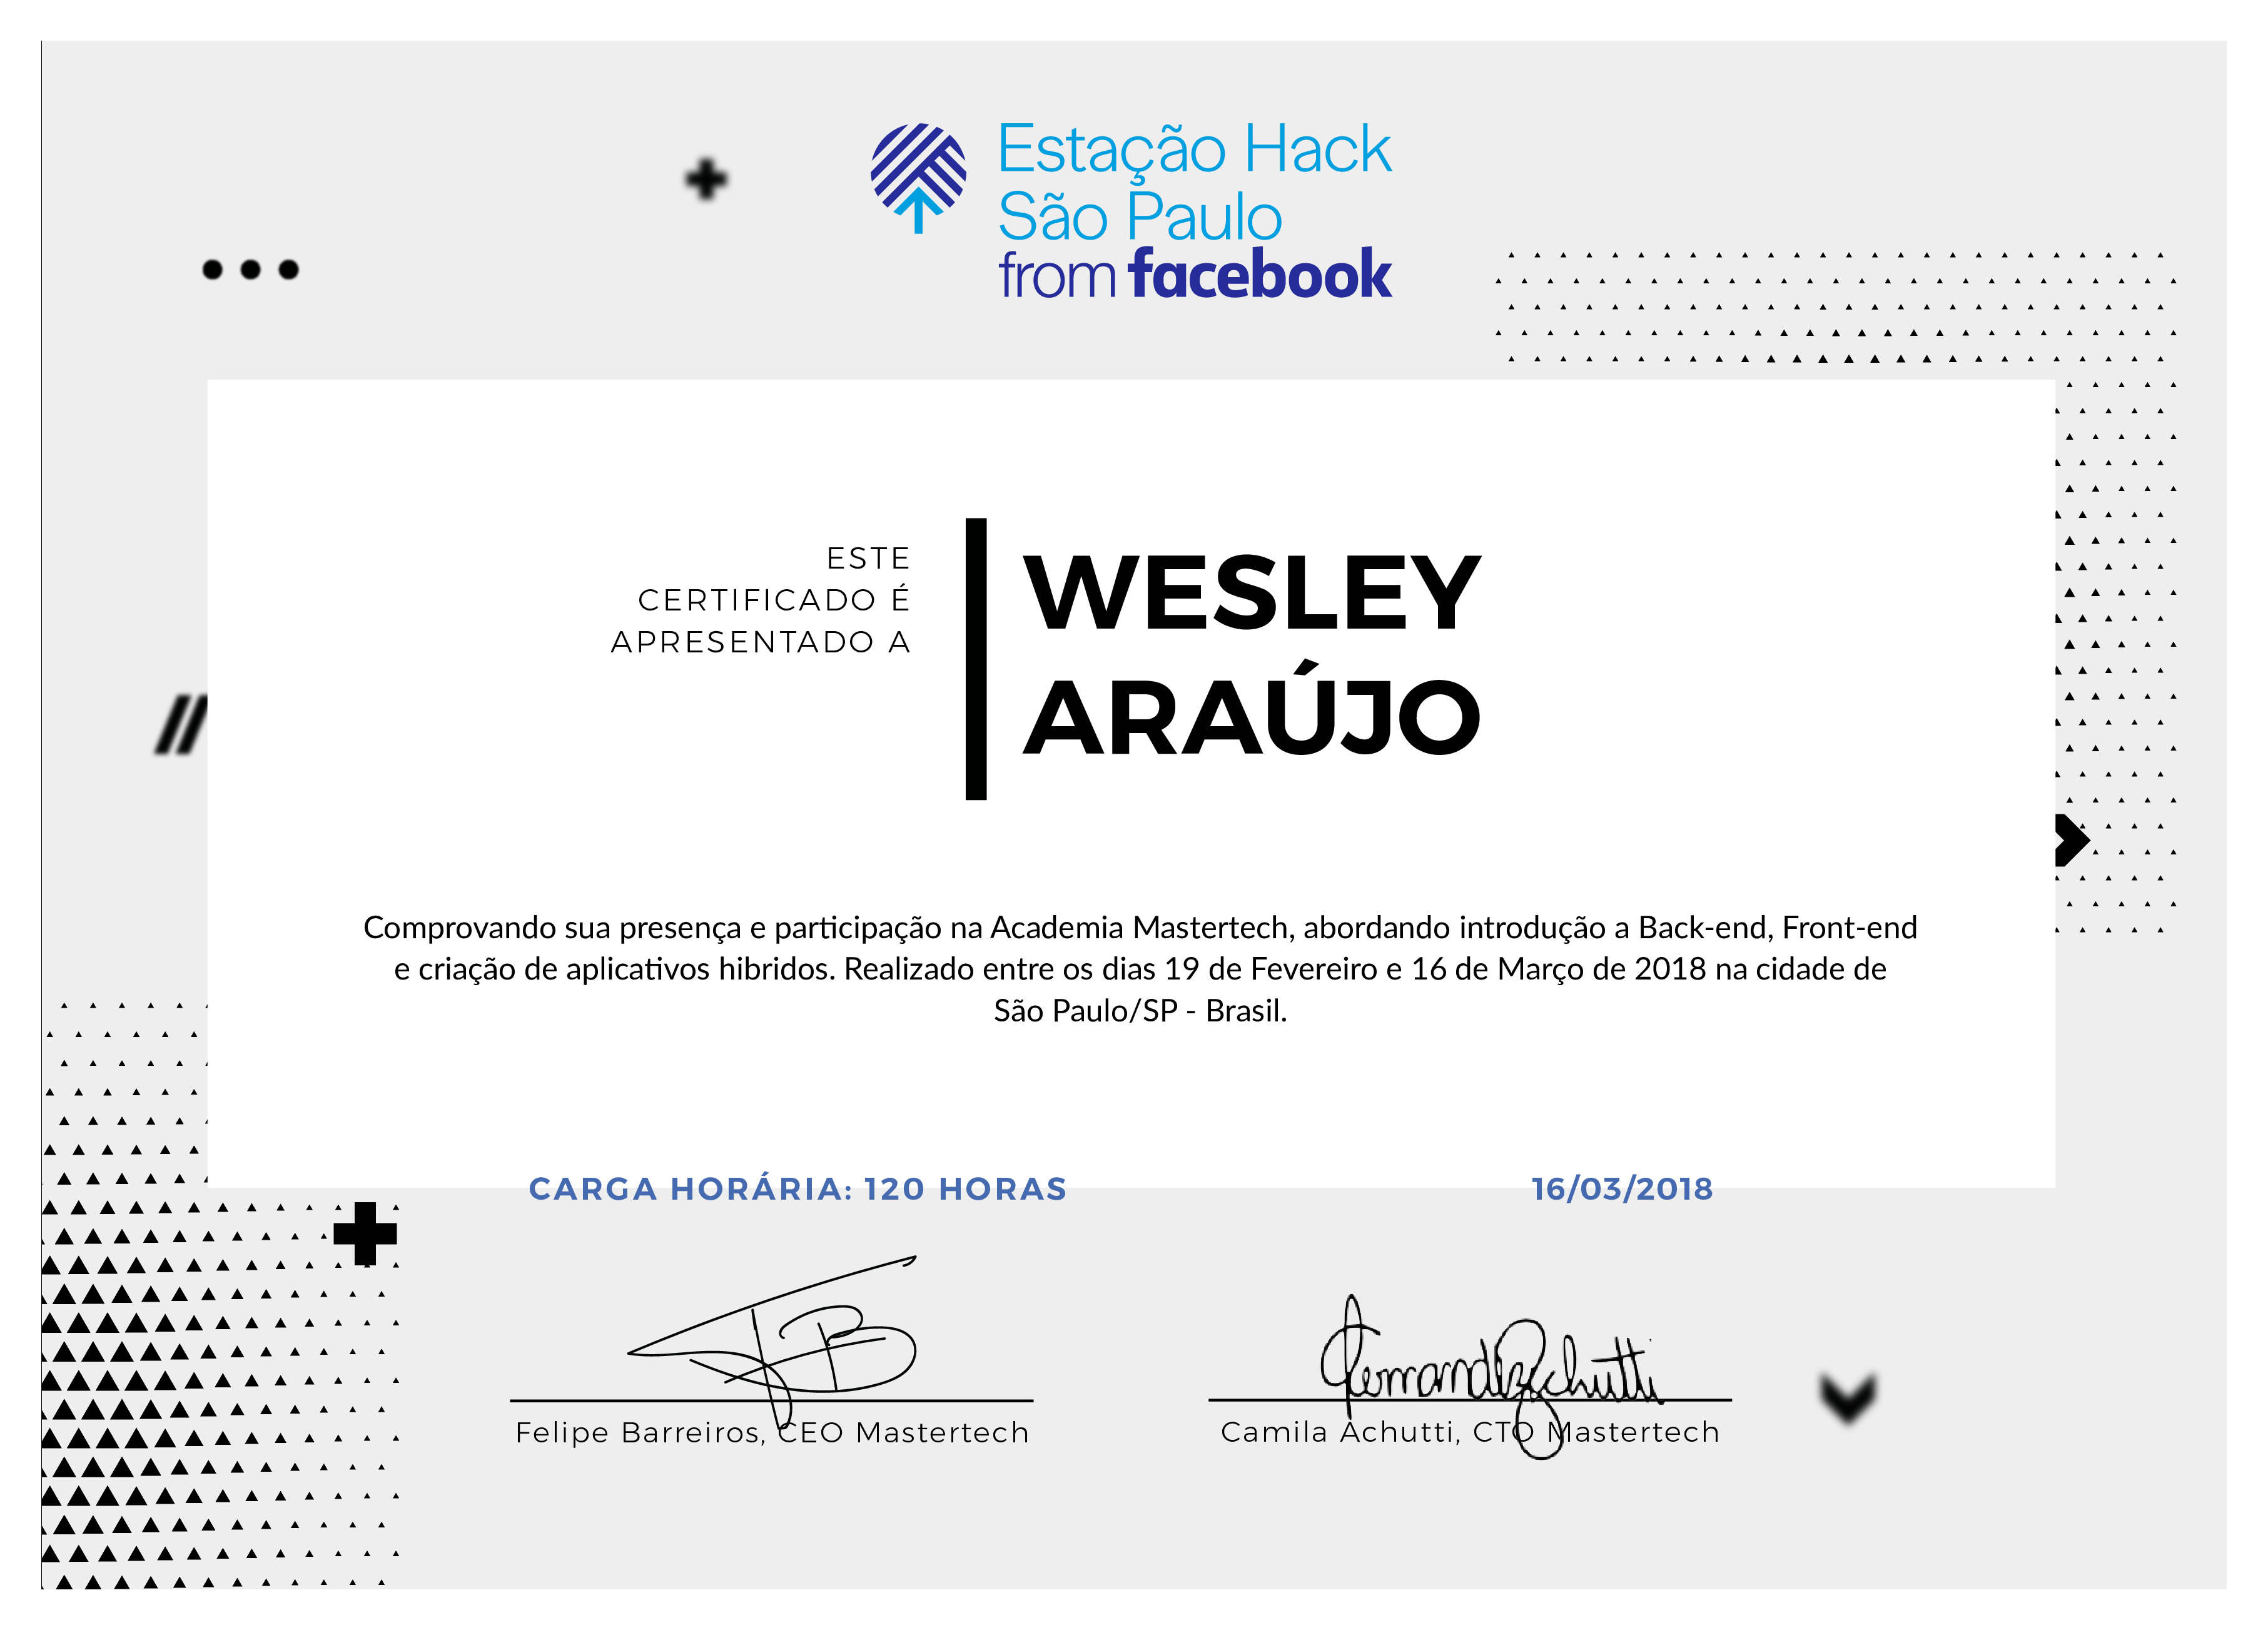 Estação Hack
São Paulo
from facebook
ESTE
CERTIFICADO É
APRESENTADO A
WESLEY
ARAÚJO
Comprovando sua presença e participação na Academia Mastertech, abordando introdução a Back-end, Front-end
e criação de aplicativos hibridos. Realizado entre os dias 19 de Fevereiro e 16 de Março de 2018 na cidade de
São Paulo/SP - Brasil.
CARGA HORÁRIA: 120 HORAS
16/03/2018
Felipe Barreiros, CEO Mastertech
Camila Achutti, CTO Mastertech